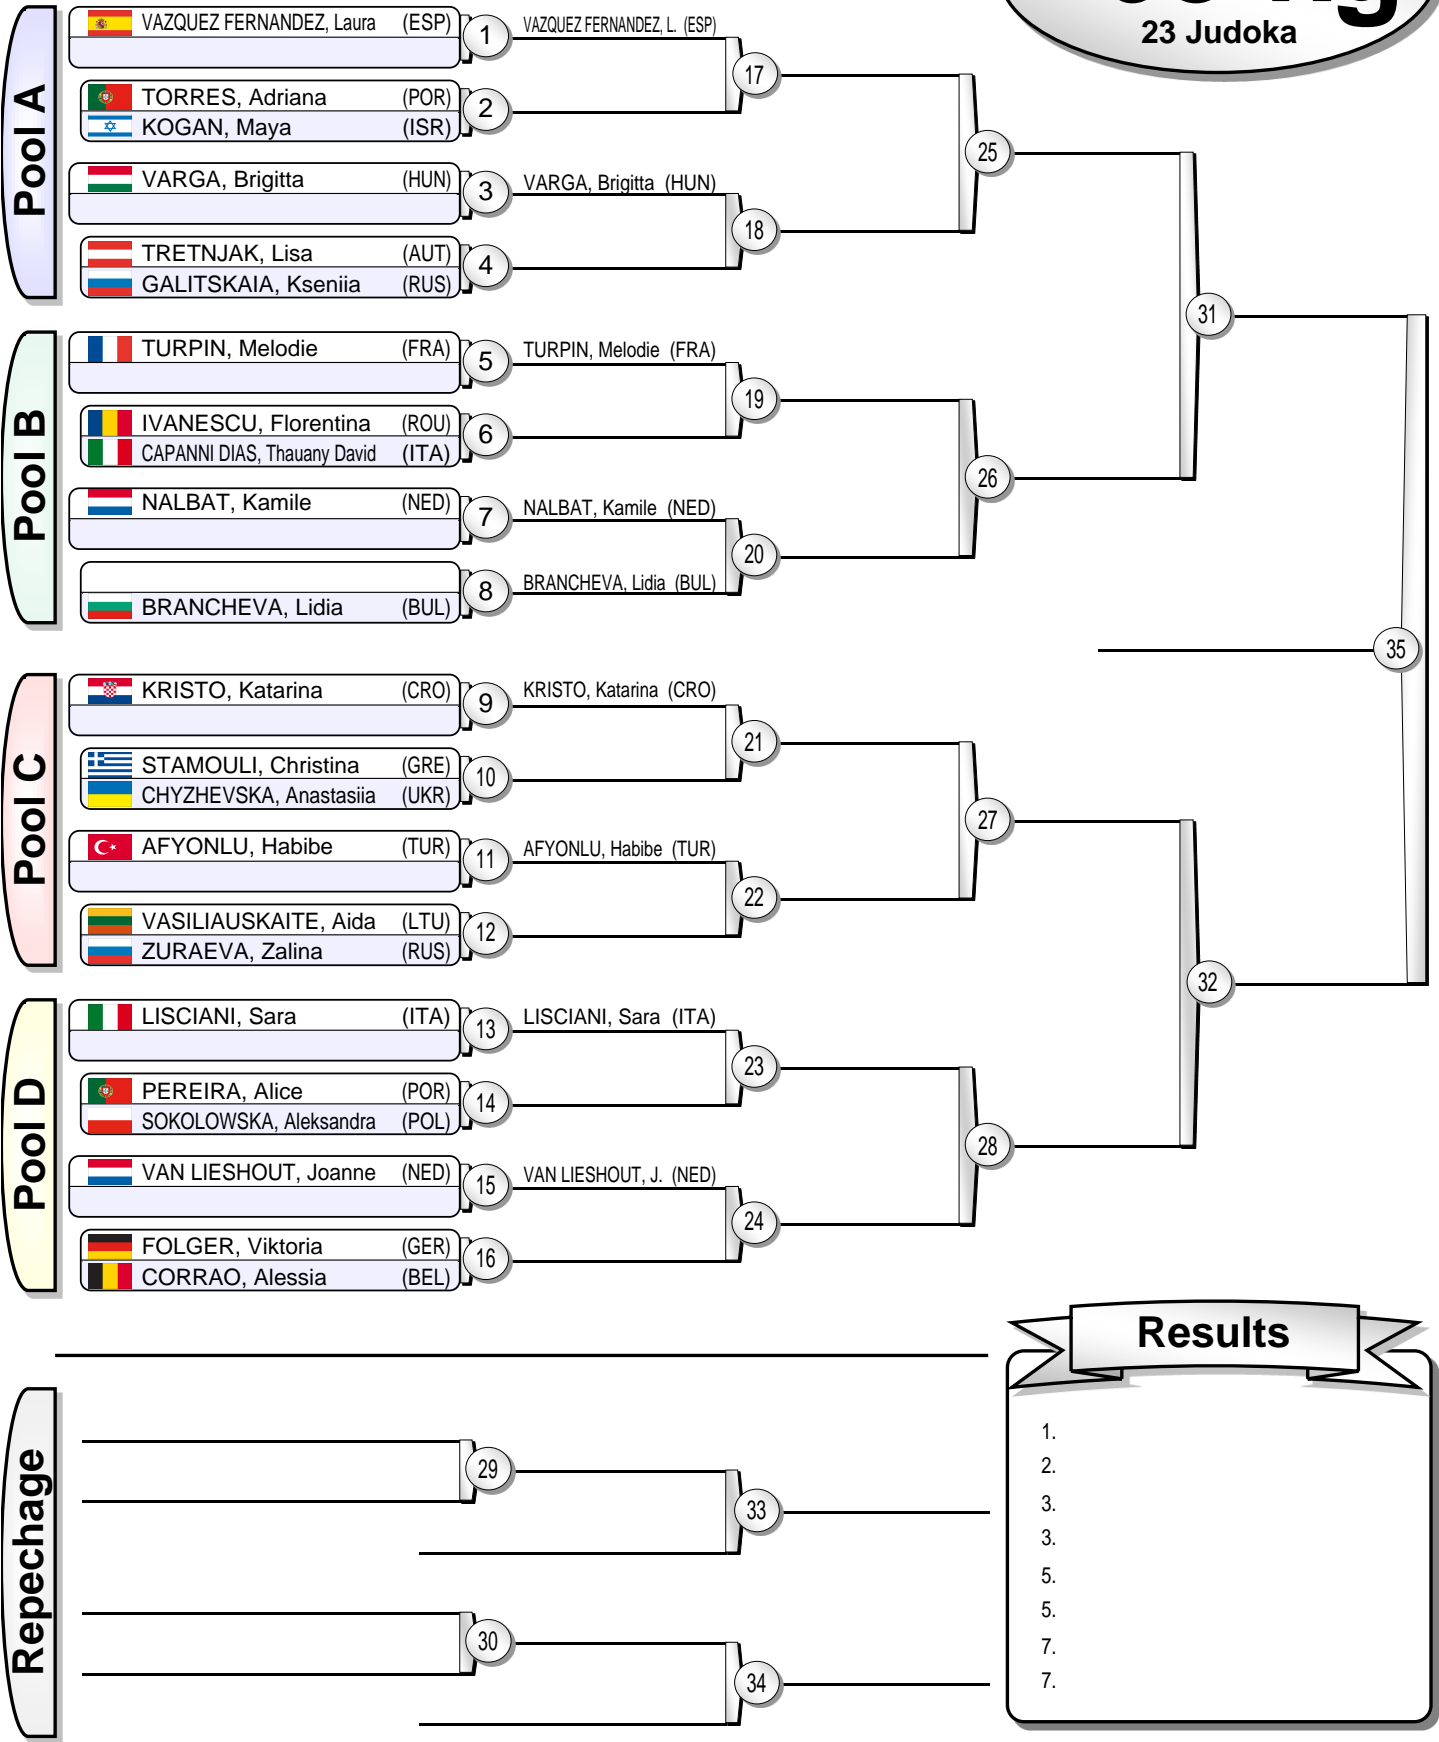 23 Judoka
Pool A
VAZQUEZ FERNANDEZ, Laura (ESP)
1
VAZQUEZ FERNANDEZ, L. (ESP)
17
TORRES, Adriana (POR)
2
KOGAN, Maya (ISR)
25
VARGA, Brigitta (HUN)
3
VARGA, Brigitta (HUN)
18
TRETNJAK, Lisa (AUT)
4
GALITSKAIA, Kseniia (RUS)
31
Pool B
TURPIN, Melodie (FRA)
5
TURPIN, Melodie (FRA)
19
IVANESCU, Florentina (ROU)
6
CAPANNI DIAS, Thauany David (ITA)
26
NALBAT, Kamile (NED)
7
NALBAT, Kamile (NED)
20
8
BRANCHEVA, Lidia (BUL)
BRANCHEVA, Lidia (BUL)
35
Pool C
KRISTO, Katarina (CRO)
9
KRISTO, Katarina (CRO)
21
STAMOULI, Christina (GRE)
10
CHYZHEVSKA, Anastasiia (UKR)
27
AFYONLU, Habibe (TUR)
11
AFYONLU, Habibe (TUR)
22
VASILIAUSKAITE, Aida (LTU)
12
ZURAEVA, Zalina (RUS)
32
Pool D
LISCIANI, Sara (ITA)
13
LISCIANI, Sara (ITA)
23
PEREIRA, Alice (POR)
14
SOKOLOWSKA, Aleksandra (POL)
28
VAN LIESHOUT, Joanne (NED)
15
VAN LIESHOUT, J. (NED)
24
FOLGER, Viktoria (GER)
16
CORRAO, Alessia (BEL)
Repechage
29
33
30
34
Results
1.
2.
3.
3.
5.
5.
7.
7.